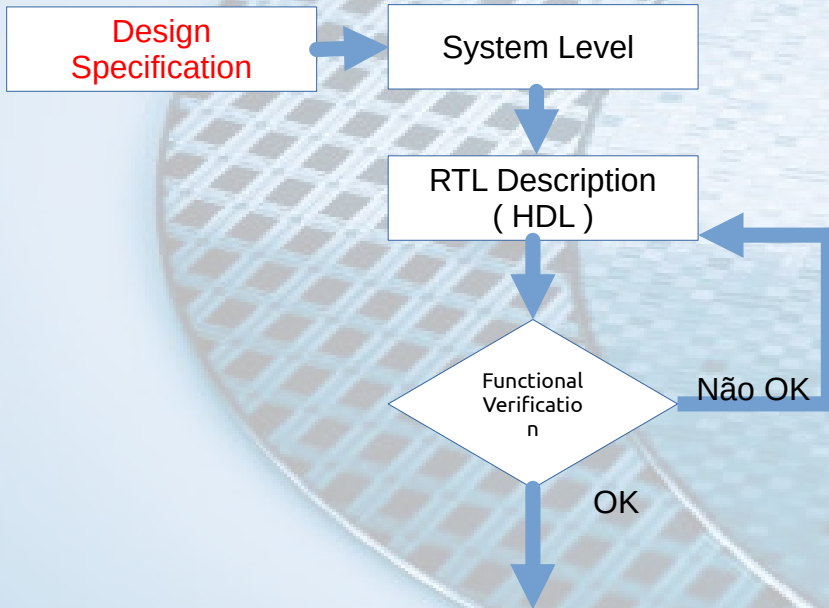 Design
Specification
System Level
RTL Description
( HDL )
Functional
Verificatio
n
Não OK
OK